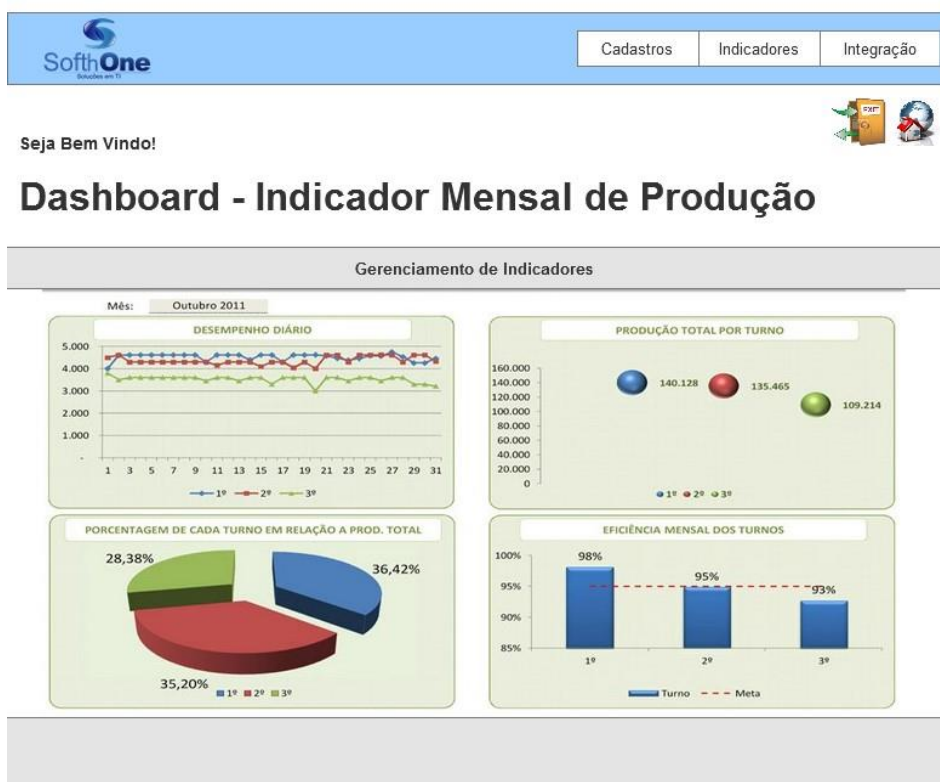 SofthOne
Soluções em TI
Cadastros Indicadores Integração
EXIT
Seja Bem Vindo!
Dashboard - Indicador Mensal de Produção
Gerenciamento de Indicadores
Mês: Outubro 2011
DESEMPENHO DIÁRIO
5.000
4.000
3.000
2.000
1.000
-
1 3 5 7 9 11 13 15 17 19 21 23 25 27 29 31
1º 2º 3º
PRODUÇÃO TOTAL POR TURNO
160.000
140.000
120.000
100.000
80.000
60.000
40.000
20.000
0
140.128
135.465
109.214
1º 2º 3º
PORCENTAGEM DE CADA TURNO EM RELAÇÃO A PROD. TOTAL
28,38%
36,42%
35,20%
1º 2º 3º
EFICIÊNCIA MENSAL DOS TURNOS
100%
95%
90%
85%
98%
95%
93%
1º 2º 3º
Turno Meta